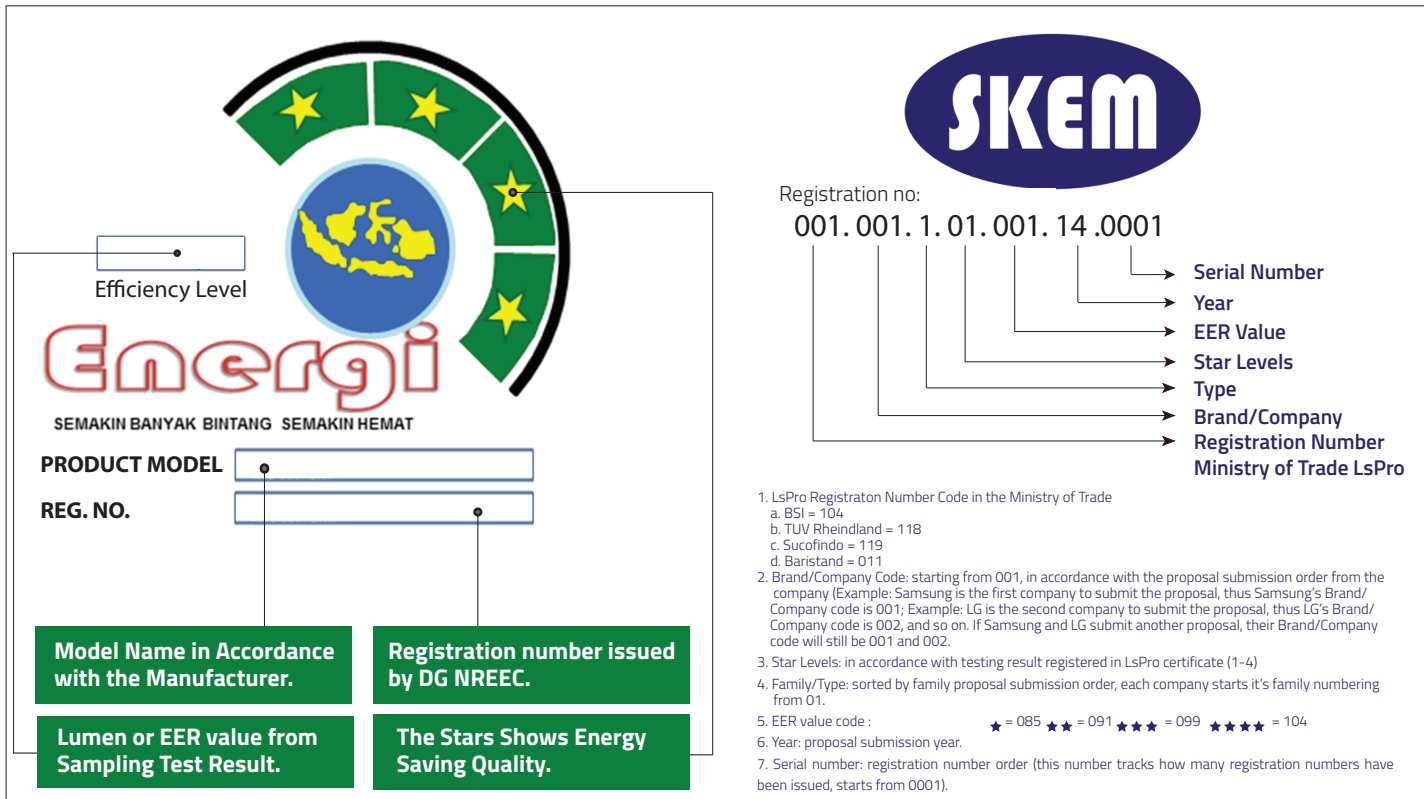 Efficiency Level
Energi
SEMAKIN BANYAK BINTANG SEMAKIN HEMAT
PRODUCT MODEL
REG. NO.
Model Name in Accordance
with the Manufacturer.
Registration number issued
by DG NREEC.
Lumen or EER value from
Sampling Test Result.
The Stars Shows Energy
Saving Quality.
SKEM
Registration no:
001. 001. 1. 01. 001. 14 .0001
Serial Number
Year
EER Value
Star Levels
Type
Brand/Company
Registration Number
Ministry of Trade LsPro
1. LsPro Registraton Number Code in the Ministry of Trade
a. BSI = 104
b. TUV Rheindland = 118
c. Sucofindo = 119
d. Baristand = 011
2. Brand/Company Code: starting from 001, in accordance with the proposal submission order from the
company (Example: Samsung is the first company to submit the proposal, thus Samsung's Brand/
Company code is 001; Example: LG is the second company to submit the proposal, thus LG's Brand/
Company code is 002, and so on. If Samsung and LG submit another proposal, their Brand/Company
code will still be 001 and 002.
3. Star Levels: in accordance with testing result registered in LsPro certificate (1-4)
4. Family/Type: sorted by family proposal submission order, each company starts it's family numbering
from 01.
5. EER value code : ★ = 085 ★★ = 091 ★★★ = 099 ★★★★ = 104
6. Year: proposal submission year.
7. Serial number: registration number order (this number tracks how many registration numbers have
been issued, starts from 0001).